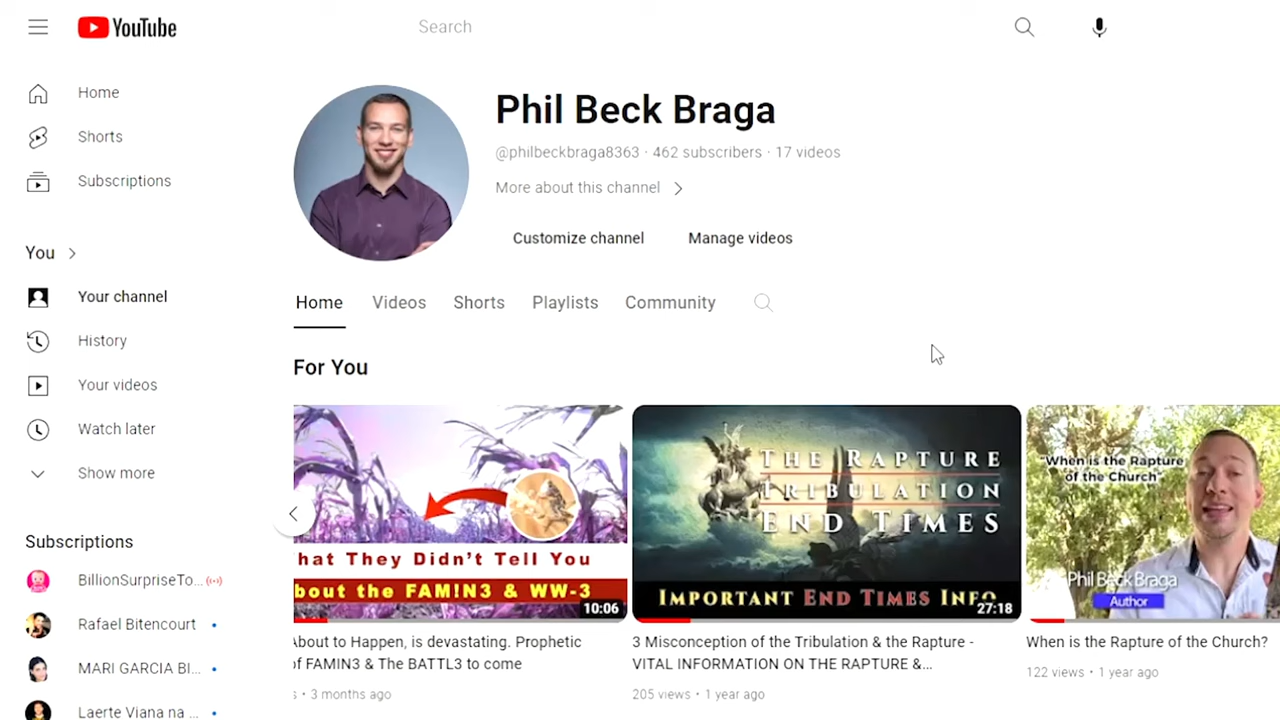 YouTube
Search
Home
Shorts
Subscriptions
You
Your channel
History
Your videos
Watch later
Show more
Subscriptions
BillionSurpriseTo...
Rafael Bitencourt
MARI GARCIA BI...
Laerte Viana na ...
Phil Beck Braga
@philbeckbraga8363 · 462 subscribers · 17 videos
More about this channel
Customize channel
Manage videos
Home
Videos
Shorts
Playlists
Community
For You
hat They Didn't Tell You
bout the FAM!N3 & WW-3
10:06
About to Happen, is devastating. Prophetic
of FAMIN3 & The BATTL3 to come
s • 3 months ago
THE RAPTURE
TRIBULATION
END TIMES
IMPORTANT END TIMES INFO
27:18
3 Misconception of the Tribulation & the Rapture -
VITAL INFORMATION ON THE RAPTURE &...
205 views • 1 year ago
"When is the Rapture
of the Church"
Phil Beck Braga
Author
When is the Rapture of the Church?
122 views • 1 year ago